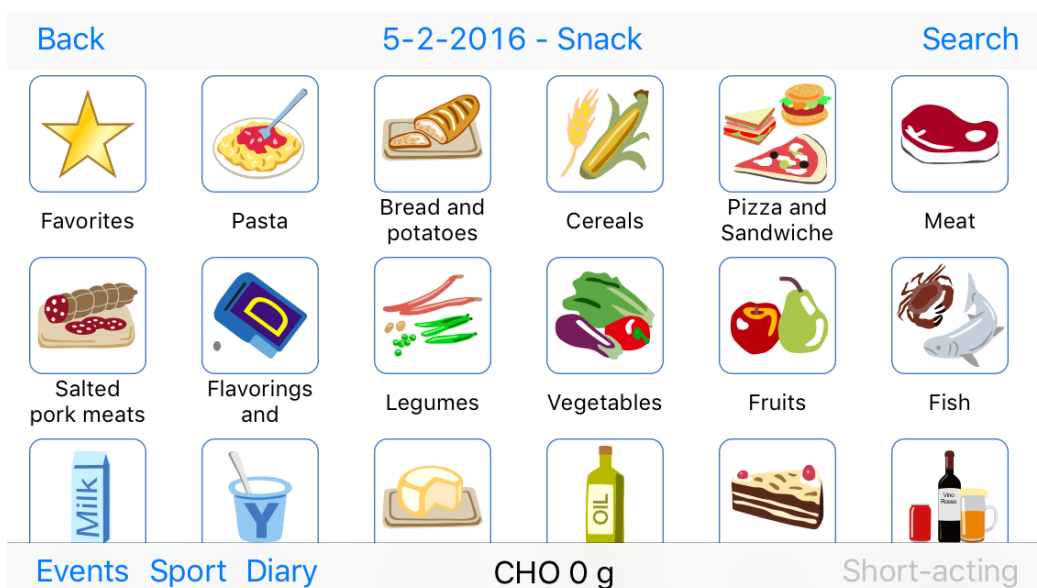 Back 5-2-2016 - Snack Search
Favorites
Pasta
Bread and
potatoes
Cereals
Pizza and
Sandwiche
Meat
D
Salted
pork meats
Flavorings
and
Legumes
Vegetables
Fruits
Fish
Milk
Y
OIL
Vino
Rosso
Events Sport Diary CHO 0 g Short-acting